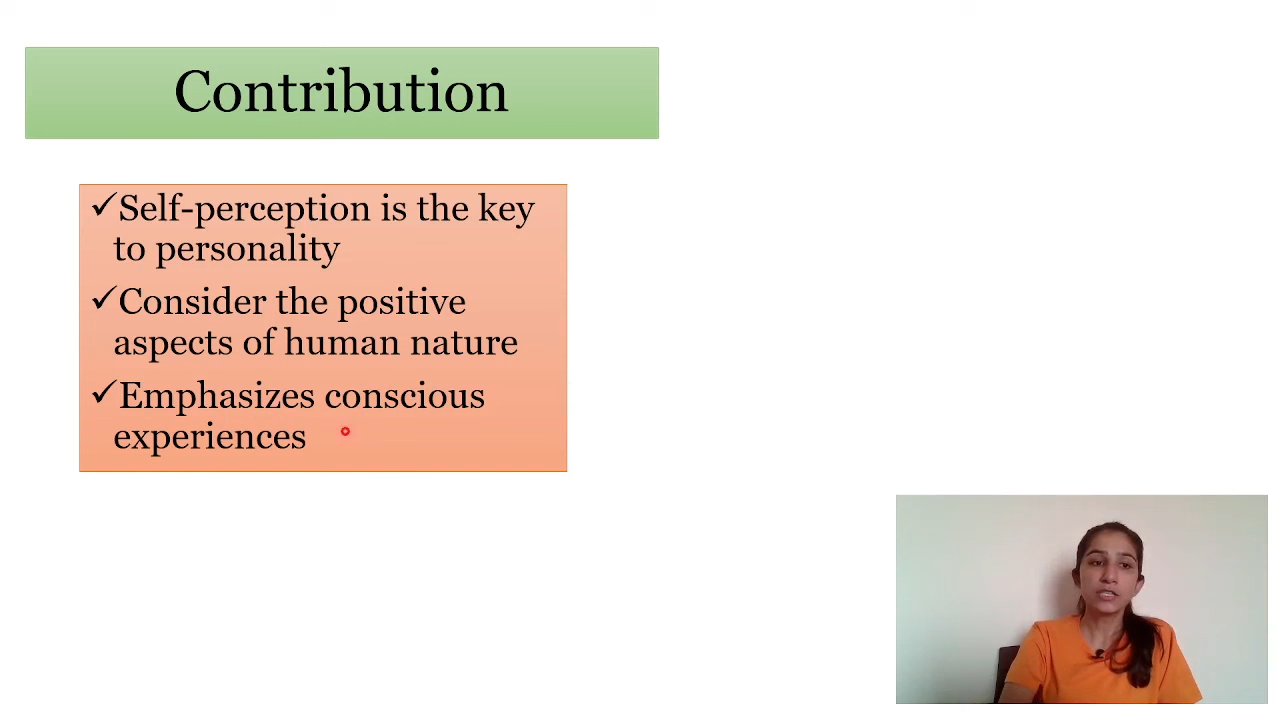 Contribution
✓Self-perception is the key
to personality
✓Consider the positive
aspects of human nature
✓Emphasizes conscious
experiences